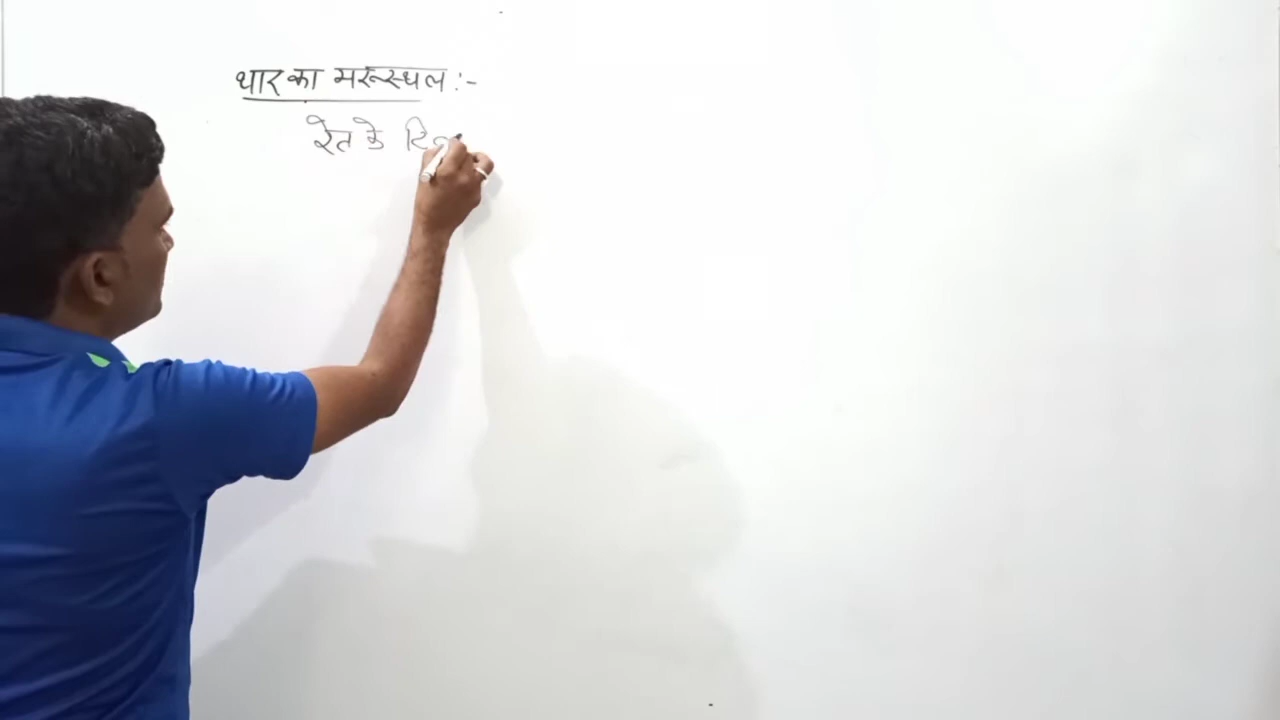 थार का मरूस्थल :-
रेत के